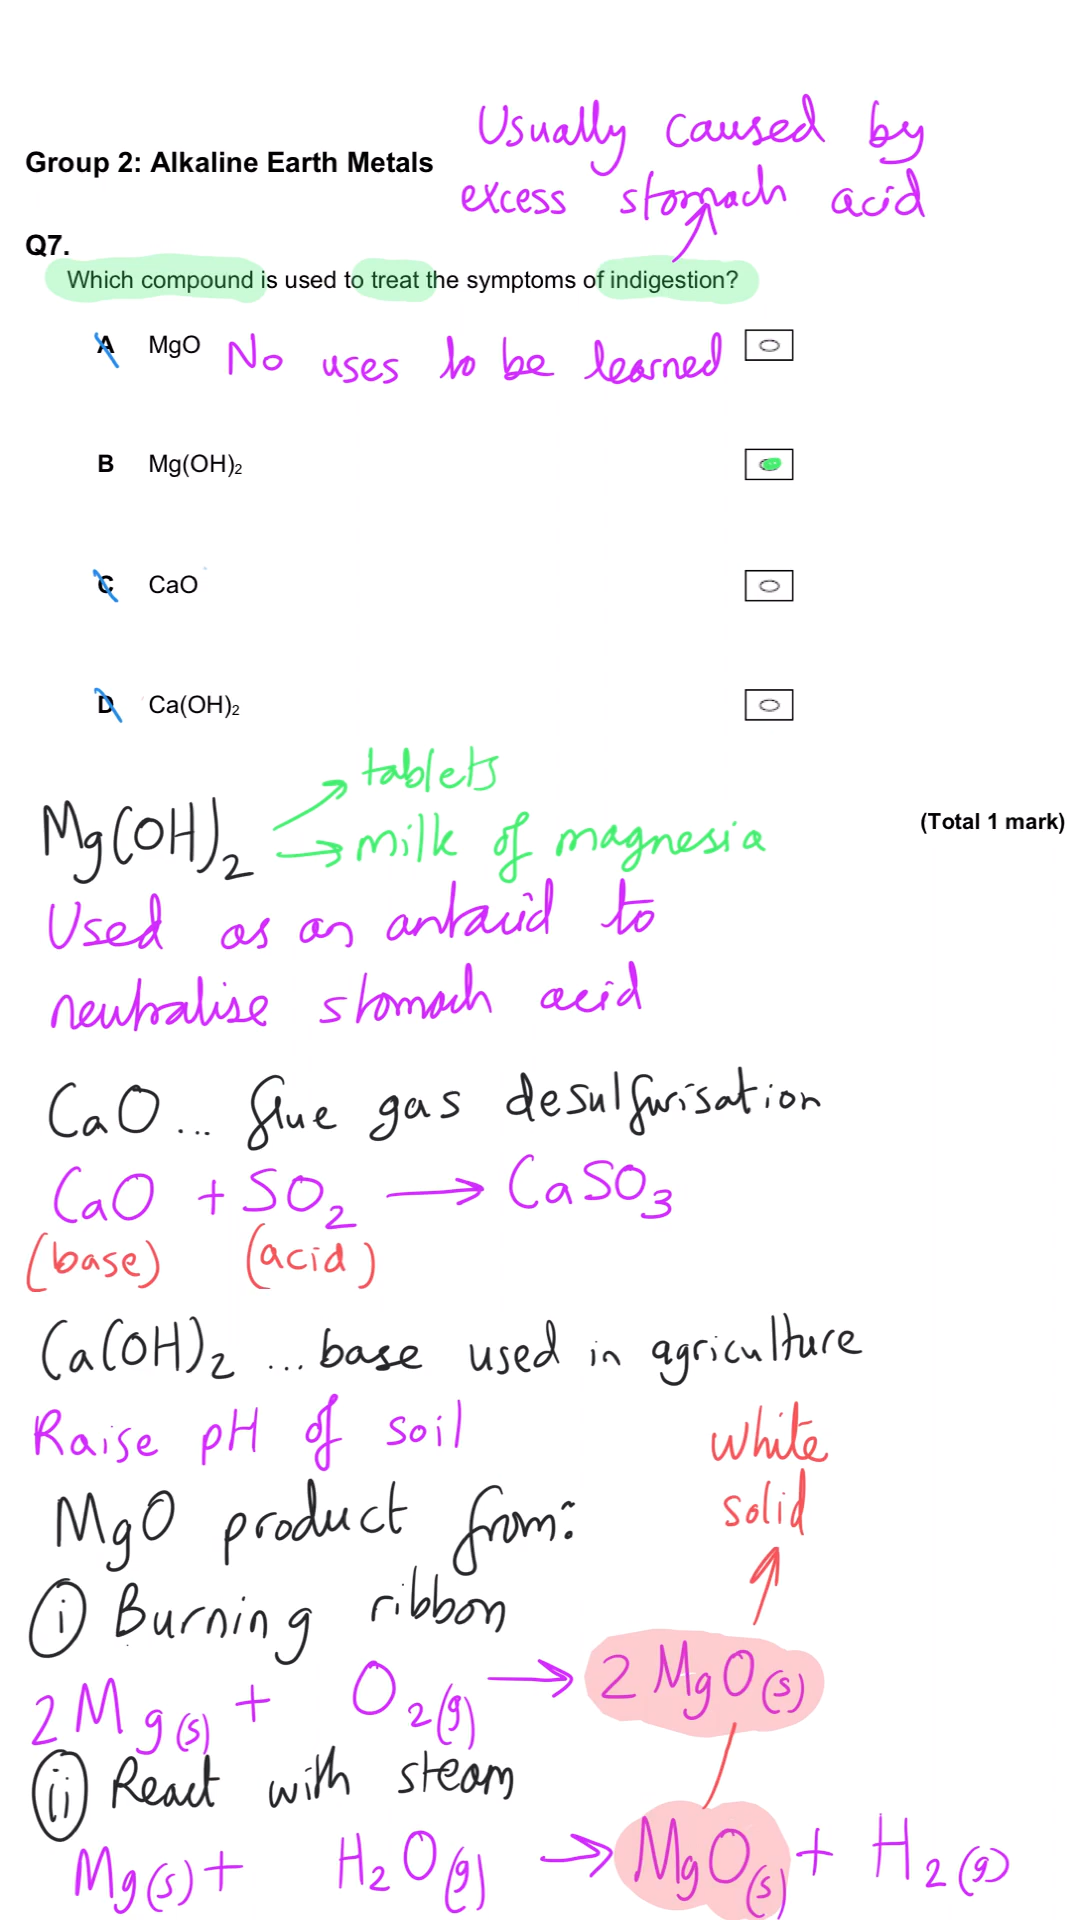 Usually caused by
Group 2: Alkaline Earth Metals
excess stomach acid
Q7.
Which compound is used to treat the symptoms of indigestion?
A MgO No uses to be learned
B Mg(OH)₂
C CaO
D Ca(OH)₂
tablets
(Total 1 mark)
Mg(OH)₂ → milk of magnesia
Used as an antacid to
neutralise stomach acid
CaO... flue gas desulfurisation
CaO + SO₂ → CaSO₃
(base) (acid)
Ca(OH)₂ ...base used in agriculture
Raise pH of soil
white
solid
MgO product from:
(i) Burning ribbon
2Mg(s) + O₂(g) → 2MgO(s)
(ii) React with steam
Mg(s) + H₂O(g) → MgO(s) + H₂(g)